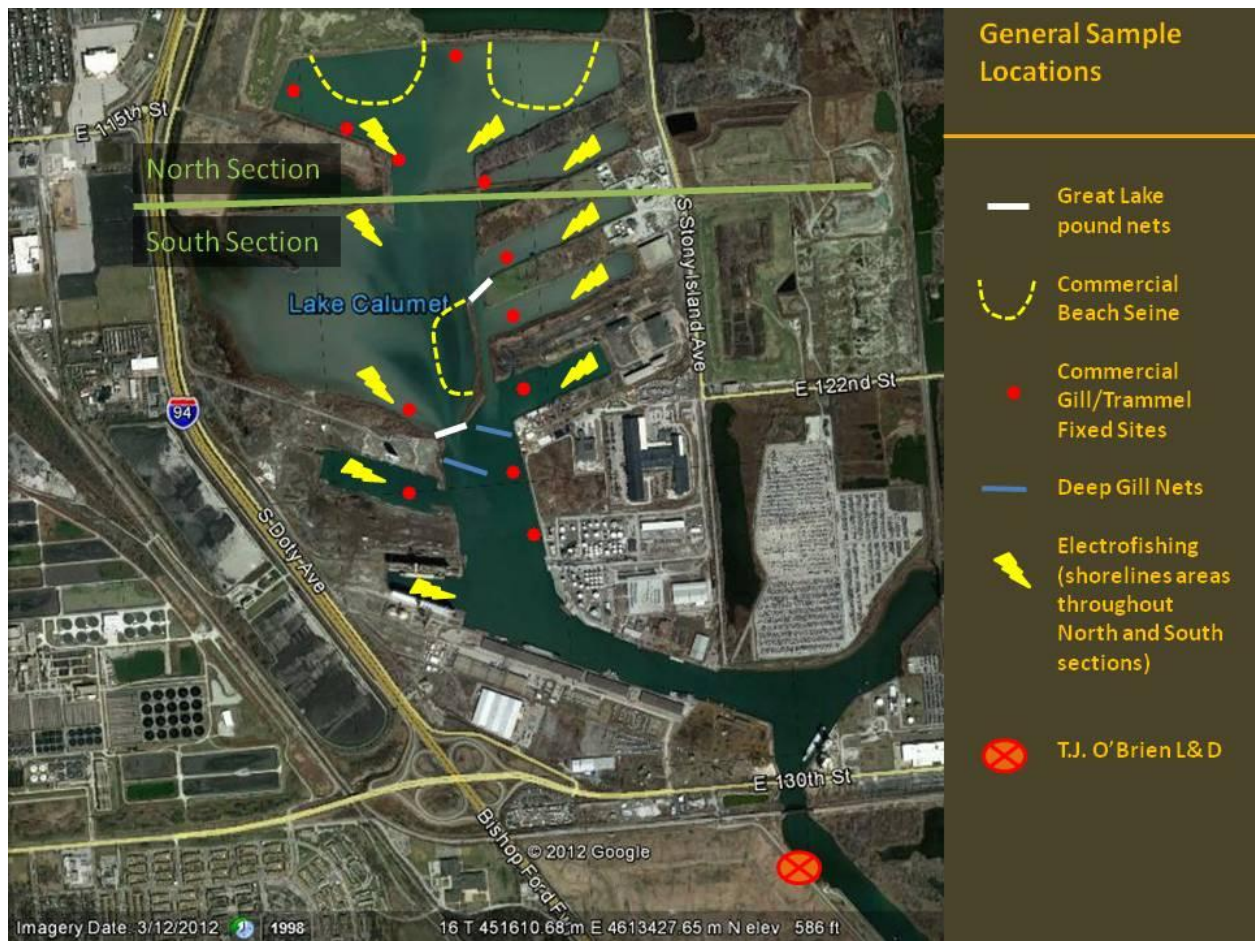 E 115th St
North Section
South Section
Lake Calumet
S Stony Island Ave
E 122nd St
94
S Doty Ave
E 130th St
Bishop Ford F
© 2012 Google
Imagery Date: 3/12/2012
1998
16 T 451610.68 m E 4613427.65 m N elev 586 ft
General Sample
Locations
Great Lake
pound nets
Commercial
Beach Seine
Commercial
Gill/Trammel
Fixed Sites
Deep Gill Nets
Electrofishing
(shorelines areas
throughout
North and South
sections)
T.J. O'Brien L& D